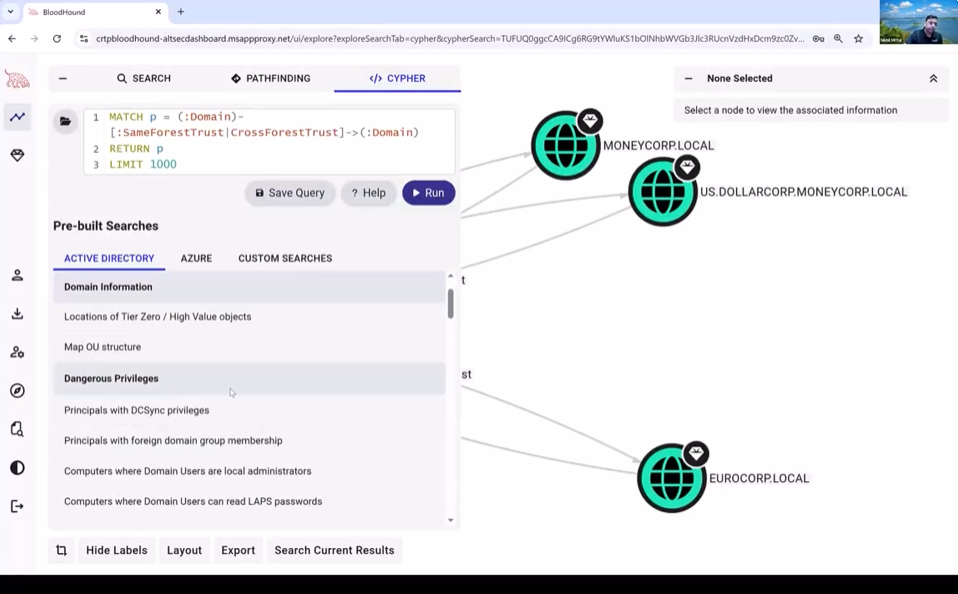 BloodHound
crtpbloodhound-altsecdashboard.msappproxy.net/ui/explore?exploreSearchTab=cypher&cypherSearch=
SEARCH
PATHFINDING
</> CYPHER
None Selected
Select a node to view the associated information
1 MATCH p = (:Domain)-
[:SameForestTrust|CrossForestTrust]->(:Domain)
2 RETURN p
3 LIMIT 1000
Save Query
? Help
Run
Pre-built Searches
ACTIVE DIRECTORY
AZURE
CUSTOM SEARCHES
Domain Information
Locations of Tier Zero / High Value objects
Map OU structure
Dangerous Privileges
Principals with DCSync privileges
Principals with foreign domain group membership
Computers where Domain Users are local administrators
Computers where Domain Users can read LAPS passwords
MONEYCORP.LOCAL
US.DOLLARCORP.MONEYCORP.LOCAL
t
st
EUROCORP.LOCAL
Hide Labels
Layout
Export
Search Current Results